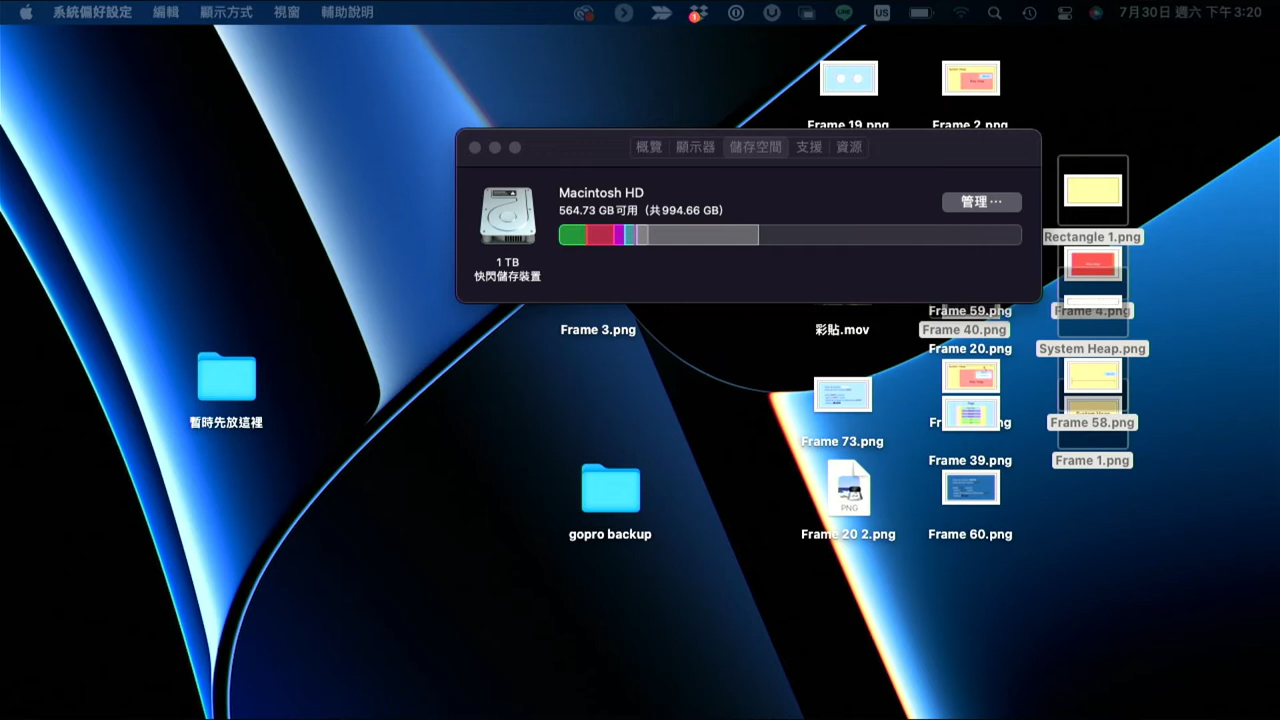 系統偏好設定 編輯 顯示方式 視窗 輔助說明
1
US
7月30日 週六 下午3:20
Frame 19.png
Frame 2.png
概覽 顯示器 儲存空間 支援 資源
Macintosh HD
564.73 GB 可用（共994.66 GB）
管理⋯
1 TB
快閃儲存裝置
Rectangle 1.png
Frame 59.png
Frame 4.png
Frame 3.png
彩貼.mov
Frame 40.png
Frame 20.png
System Heap.png
暫時先放這裡
Frame 58.png
Frame 73.png
Frame 39.png
Frame 1.png
PNG
gopro backup
Frame 20 2.png
Frame 60.png